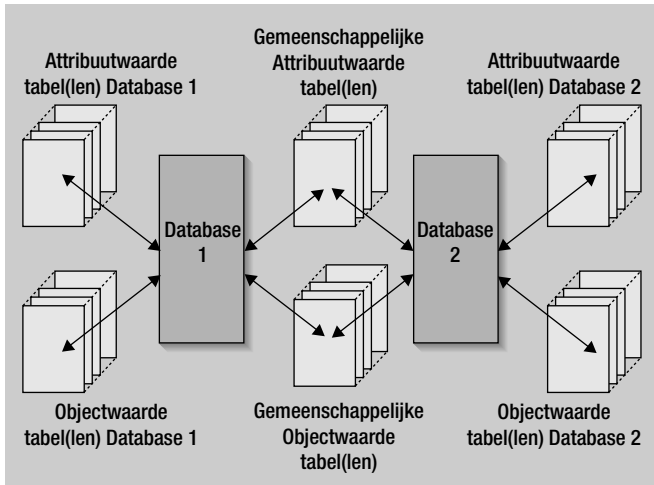 Attribuutwaarde
tabel(len) Database 1
Gemeenschappelijke
Attribuutwaarde
tabel(len)
Attribuutwaarde
tabel(len) Database 2
Database
1
Database
2
Objectwaarde
tabel(len) Database 1
Gemeenschappelijke
Objectwaarde
tabel(len)
Objectwaarde
tabel(len) Database 2